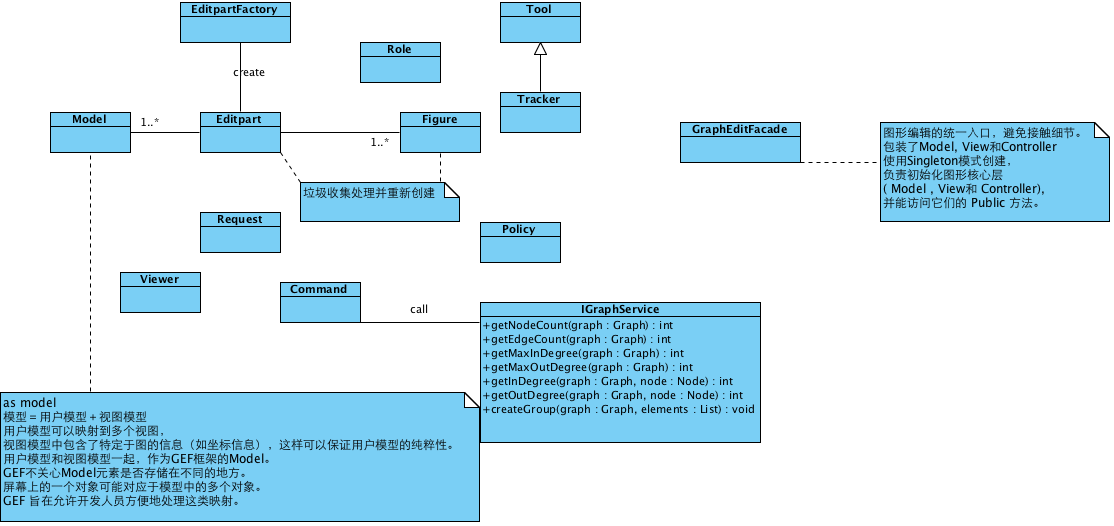 EditpartFactory
Tool
Role
create
Tracker
Model
1..*
Editpart
1..*
Figure
GraphEditFacade
图形编辑的统一入口，避免接触细节。
包装了Model, View和Controller
使用Singleton模式创建，
负责初始化图形核心层
( Model , View和 Controller),
并能访问它们的 Public 方法。
垃圾收集处理并重新创建
Request
Policy
Viewer
Command
call
IGraphService
+getNodeCount(graph : Graph) : int
+getEdgeCount(graph : Graph) : int
+getMaxInDegree(graph : Graph) : int
+getMaxOutDegree(graph : Graph) : int
+getInDegree(graph : Graph, node : Node) : int
+getOutDegree(graph : Graph, node : Node) : int
+createGroup(graph : Graph, elements : List) : void
as model
模型 = 用户模型 + 视图模型
用户模型可以映射到多个视图，
视图模型中包含了特定于图的信息（如坐标信息），这样可以保证用户模型的纯粹性。
用户模型和视图模型一起，作为GEF框架的Model。
GEF不关心Model元素是否存储在不同的地方。
屏幕上的一个对象可能对应于模型中的多个对象。
GEF 旨在允许开发人员方便地处理这类映射。